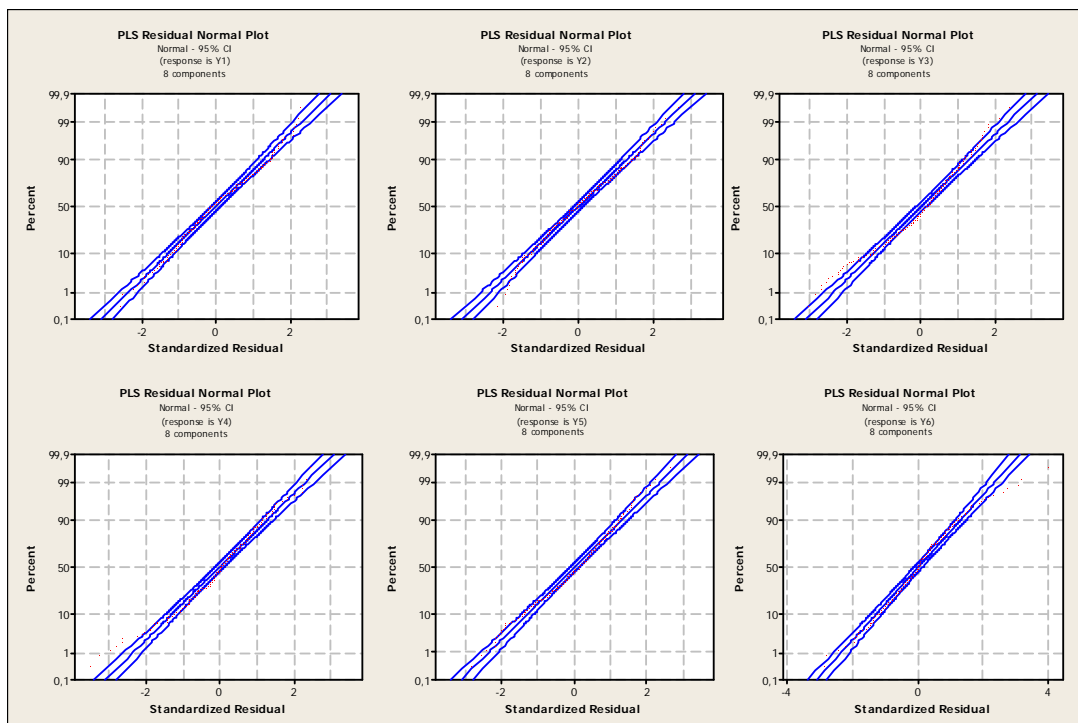 PLS Residual Normal Plot
Normal - 95% CI
(response is Y1)
8 components
99,9
99
90
50
10
1
0,1
Percent
-2
0
2
Standardized Residual
PLS Residual Normal Plot
Normal - 95% CI
(response is Y2)
8 components
99,9
99
90
50
10
1
0,1
Percent
-2
0
2
Standardized Residual
PLS Residual Normal Plot
Normal - 95% CI
(response is Y3)
8 components
99,9
99
90
50
10
1
0,1
Percent
-2
0
2
Standardized Residual
PLS Residual Normal Plot
Normal - 95% CI
(response is Y4)
8 components
99,9
99
90
50
10
1
0,1
Percent
-2
0
2
Standardized Residual
PLS Residual Normal Plot
Normal - 95% CI
(response is Y5)
8 components
99,9
99
90
50
10
1
0,1
Percent
-2
0
2
Standardized Residual
PLS Residual Normal Plot
Normal - 95% CI
(response is Y6)
8 components
99,9
99
90
50
10
1
0,1
Percent
-4
-2
0
2
4
Standardized Residual